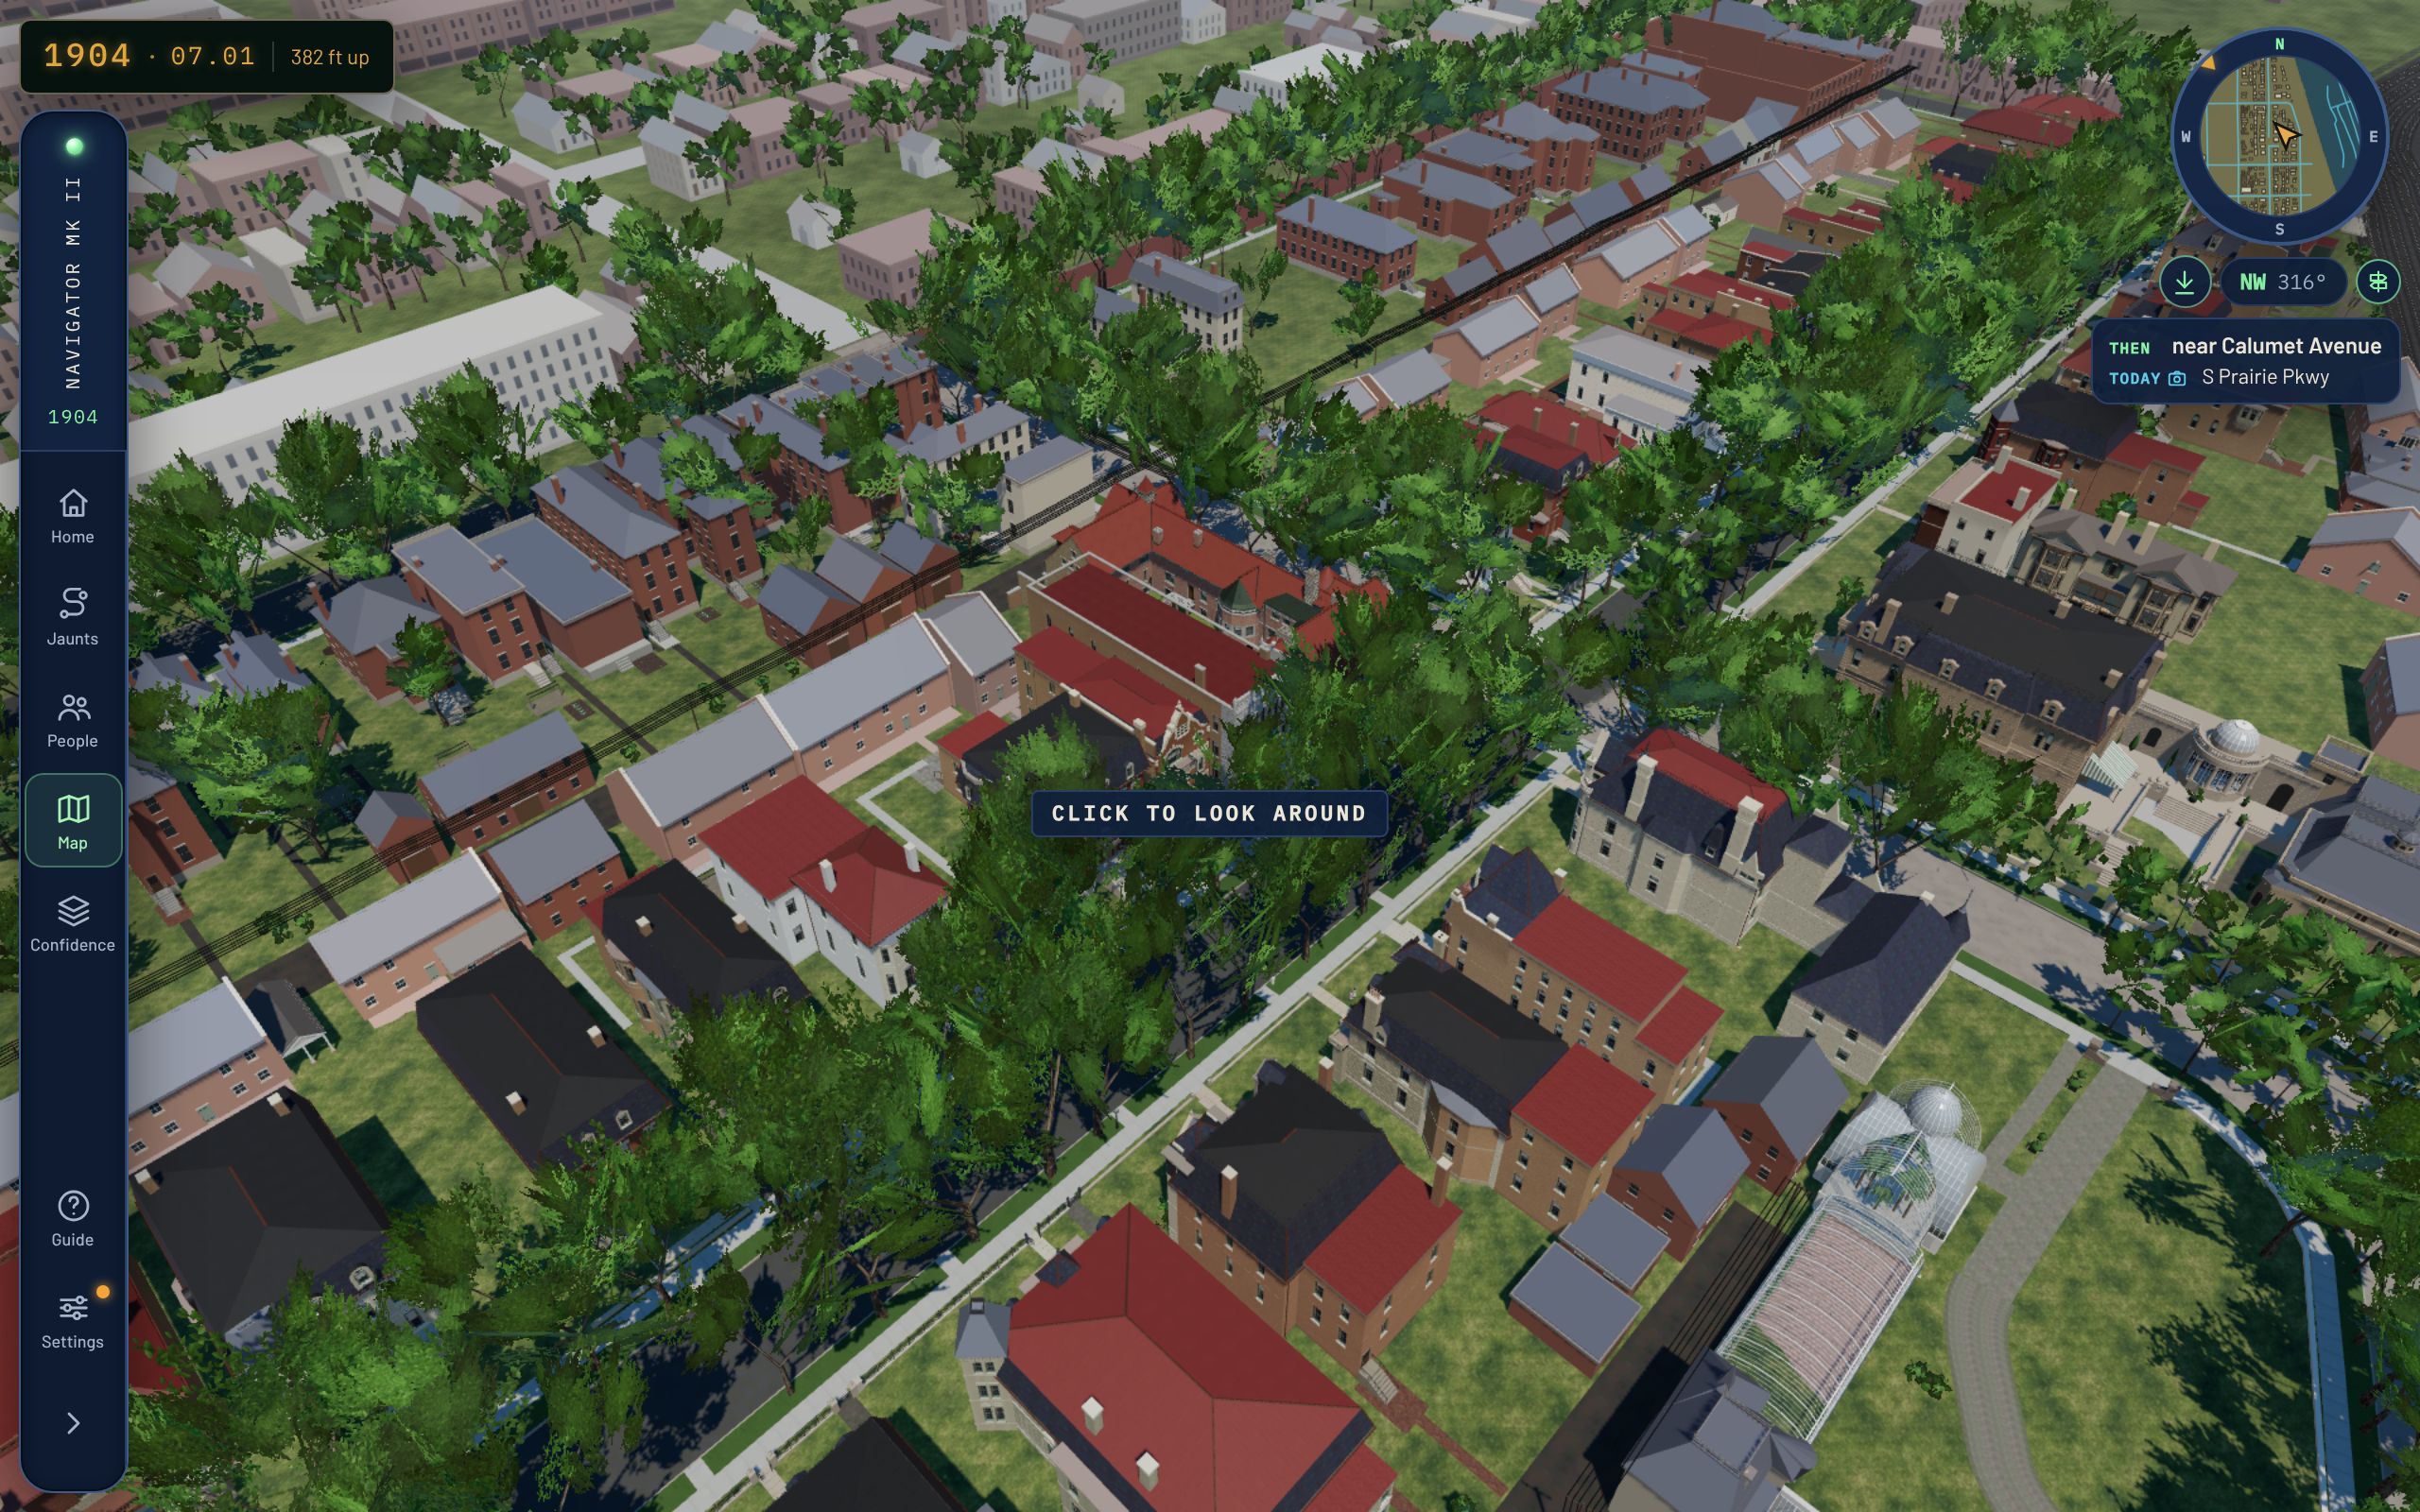 1904 · 07.01 382 ft up
NAVIGATOR MK II
1904
Home
Jaunts
People
Map
Confidence
Guide
Settings
N
W
E
S
NW 316°
THEN near Calumet Avenue
TODAY S Prairie Pkwy
CLICK TO LOOK AROUND